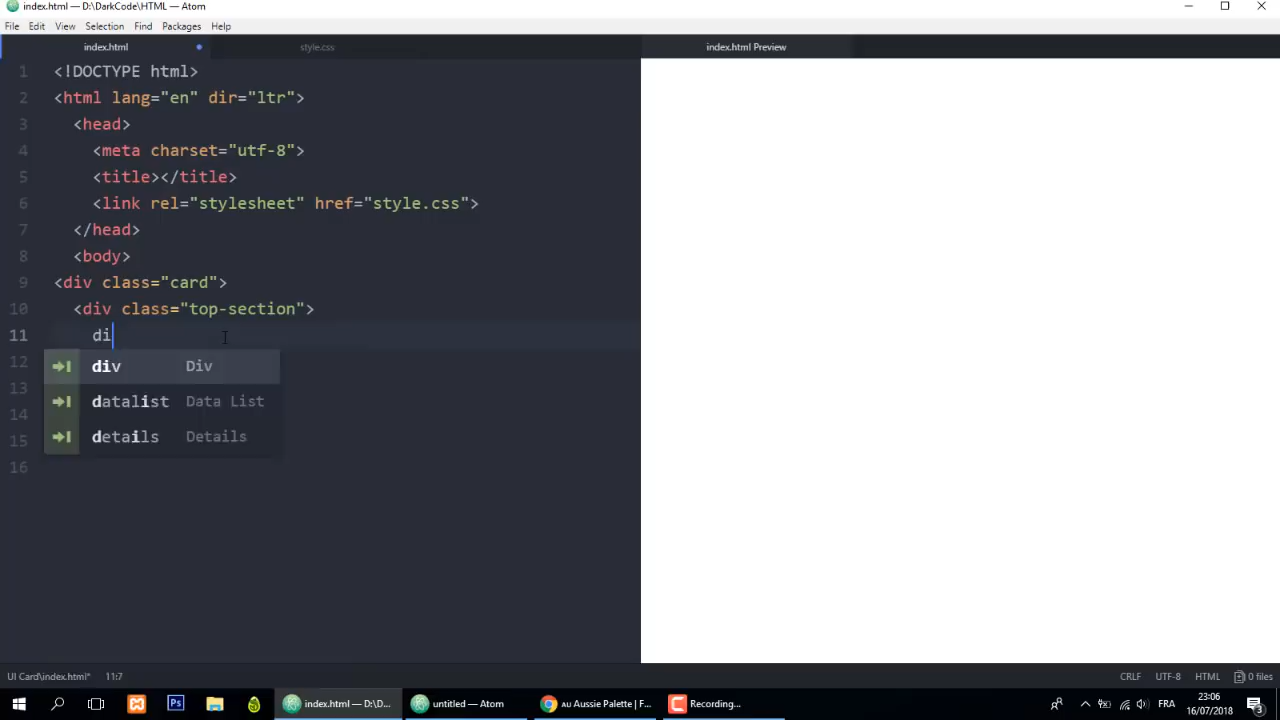 index.html — D:\DarkCode\HTML — Atom
File Edit View Selection Find Packages Help
index.html style.css index.html Preview
1 <!DOCTYPE html>
2 <html lang="en" dir="ltr">
3 <head>
4 <meta charset="utf-8">
5 <title></title>
6 <link rel="stylesheet" href="style.css">
7 </head>
8 <body>
9 <div class="card">
10 <div class="top-section">
11 di
12 div Div
13 datalist Data List
14
15 details Details
16
UI Card\index.html* 11:7 CRLF UTF-8 HTML 0 files
index.html — D:\D... untitled — Atom AU Aussie Palette | F... Recording... FRA 23:06
16/07/2018 3